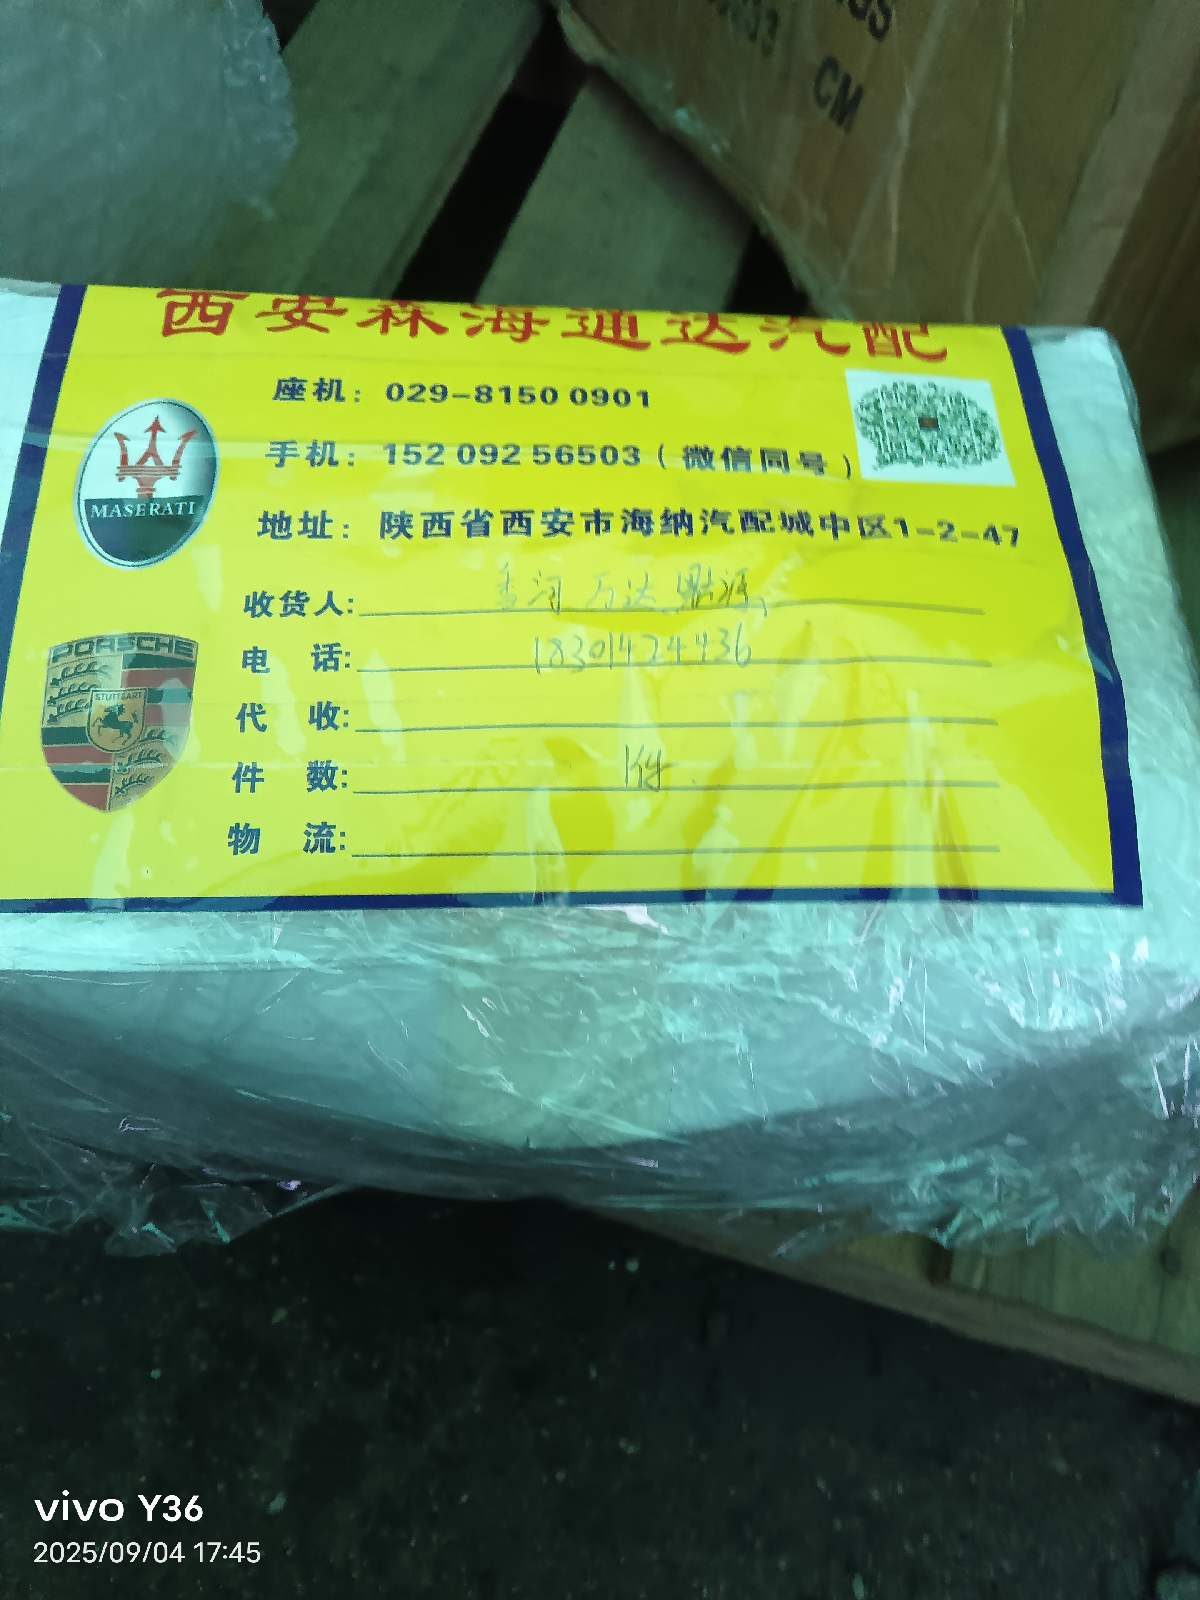 CM
西安森海通达汽配
座机：029-8150 0901
手机：152 092 56503（微信同号）
MASERATI
地址：陕西省西安市海纳汽配城中区1-2-47
收货人: 万达
PORSCHE
STUTTGART
电 话: 18301424436
代 收:
件 数: 1件.
物 流:
vivo Y36
2025/09/04 17:45